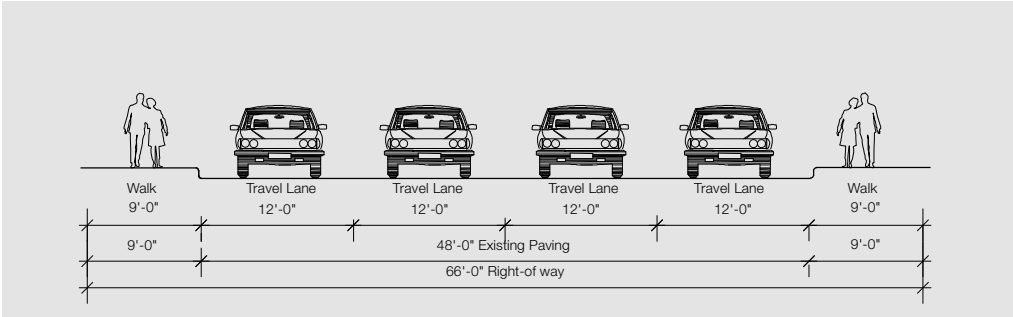 Walk Travel Lane Travel Lane Travel Lane Travel Lane Walk
9'-0" 12'-0" 12'-0" 12'-0" 12'-0" 9'-0"
9'-0" 48'-0" Existing Paving 9'-0"
66'-0" Right-of way